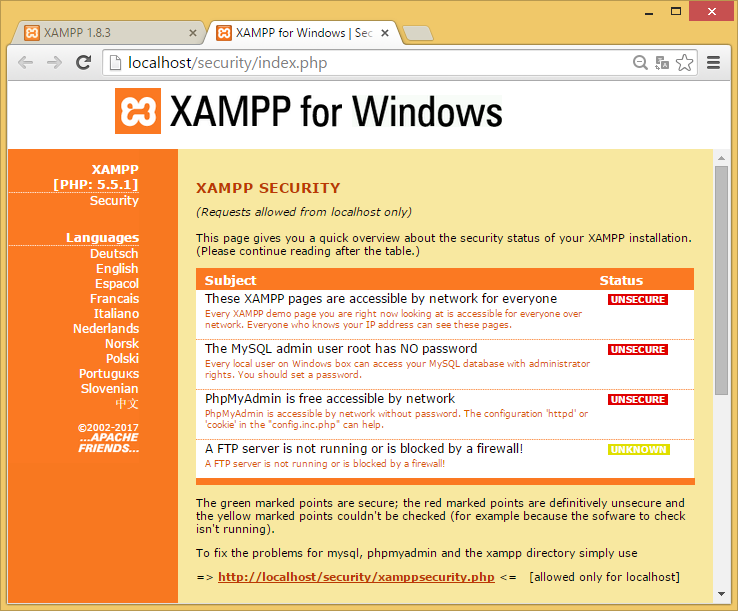 XAMPP 1.8.3
XAMPP for Windows | Sec
localhost/security/index.php
XAMPP for Windows
XAMPP
[PHP: 5.5.1]
Security
Languages
Deutsch
English
Espacol
Francais
Italiano
Nederlands
Norsk
Polski
Portuguкs
Slovenian
中文
©2002-2017
...APACHE
FRIENDS...
XAMPP SECURITY
(Requests allowed from localhost only)
This page gives you a quick overview about the security status of your XAMPP installation.
(Please continue reading after the table.)
Subject Status
These XAMPP pages are accessible by network for everyone UNSECURE
Every XAMPP demo page you are right now looking at is accessible for everyone over
network. Everyone who knows your IP address can see these pages.
The MySQL admin user root has NO password UNSECURE
Every local user on Windows box can access your MySQL database with administrator
rights. You should set a password.
PhpMyAdmin is free accessible by network UNSECURE
PhpMyAdmin is accessible by network without password. The configuration 'httpd' or
'cookie' in the "config.inc.php" can help.
A FTP server is not running or is blocked by a firewall! UNKNOWN
A FTP server is not running or is blocked by a firewall!
The green marked points are secure; the red marked points are definitively unsecure and
the yellow marked points couldn't be checked (for example because the sofware to check
isn't running).
To fix the problems for mysql, phpmyadmin and the xampp directory simply use
=> http://localhost/security/xamppsecurity.php <= [allowed only for localhost]